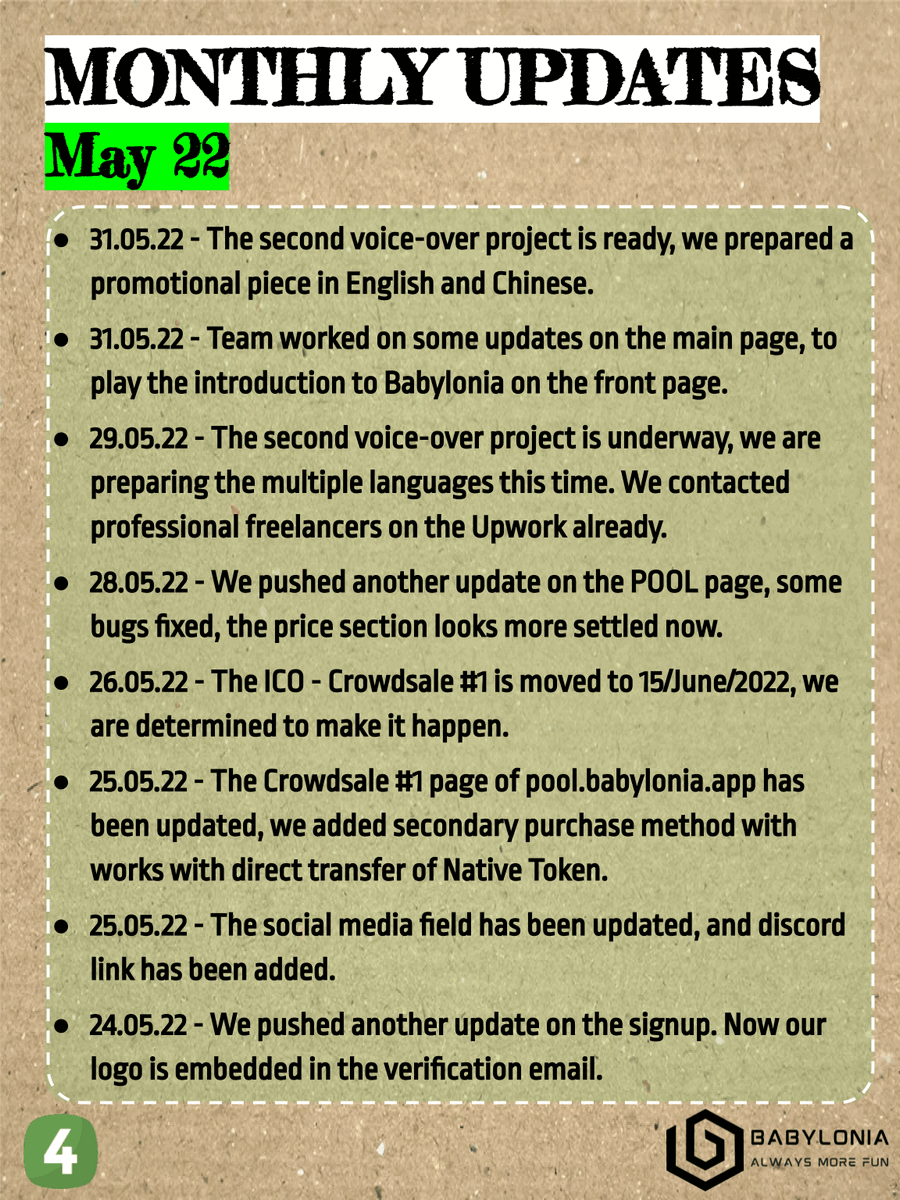 MONTHLY UPDATES
May 22
● 31.05.22 - The second voice-over project is ready, we prepared a
promotional piece in English and Chinese.
● 31.05.22 - Team worked on some updates on the main page, to
play the introduction to Babylonia on the front page.
● 29.05.22 - The second voice-over project is underway, we are
preparing the multiple languages this time. We contacted
professional freelancers on the Upwork already.
● 28.05.22 - We pushed another update on the POOL page, some
bugs fixed, the price section looks more settled now.
● 26.05.22 - The ICO - Crowdsale #1 is moved to 15/June/2022, we
are determined to make it happen.
● 25.05.22 - The Crowdsale #1 page of pool.babylonia.app has
been updated, we added secondary purchase method with
works with direct transfer of Native Token.
● 25.05.22 - The social media field has been updated, and discord
link has been added.
● 24.05.22 - We pushed another update on the signup. Now our
logo is embedded in the verification email.
4
BABYLONIA
ALWAYS MORE FUN